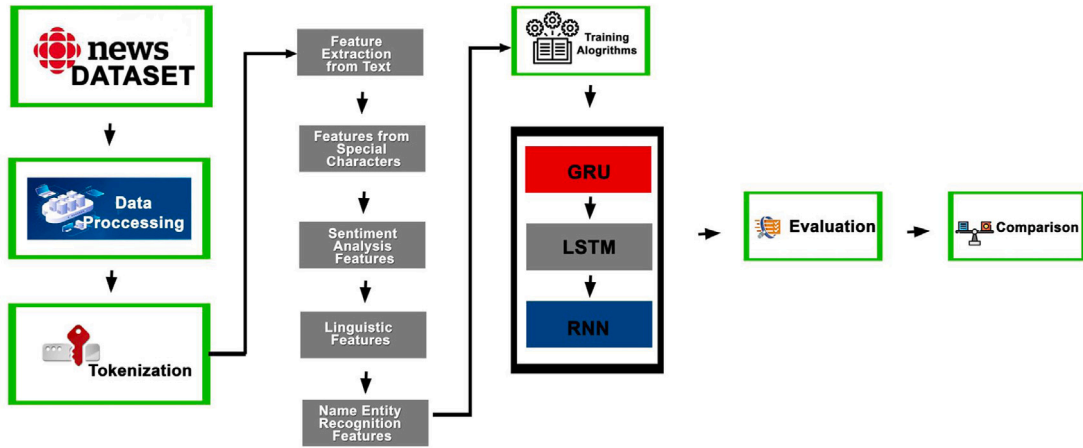 news
DATASET
Data
Proccessing
Tokenization
Feature
Extraction
from Text
Features from
Special
Characters
Sentiment
Analysis
Features
Linguistic
Features
Name Entity
Recognition
Features
Training
Alogrithms
GRU
LSTM
RNN
Evaluation
Comparison